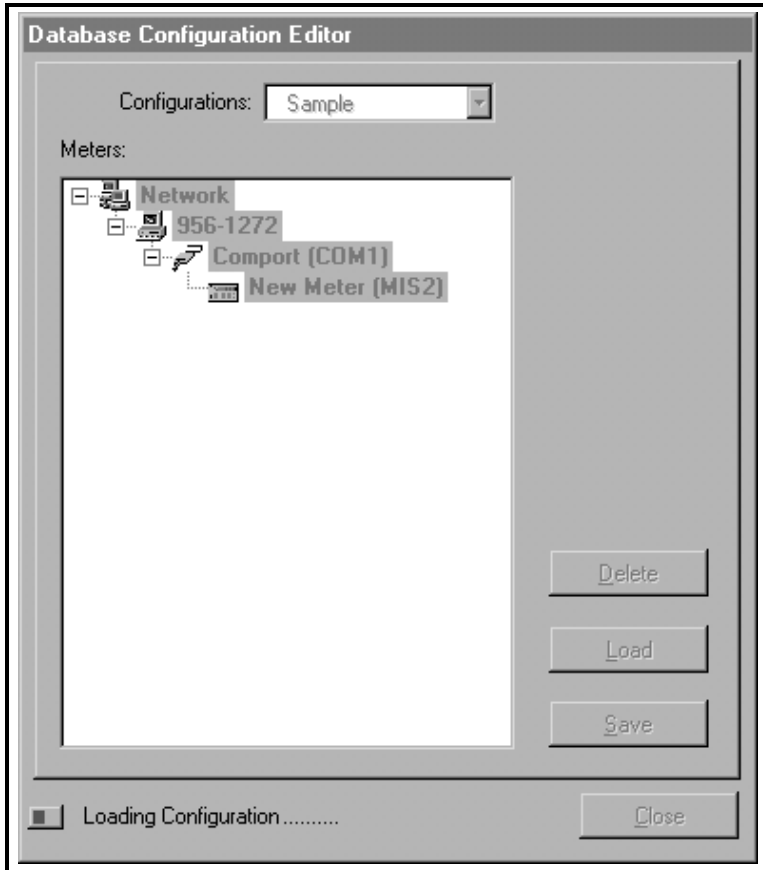 Database Configuration Editor
Configurations: Sample
Meters:
Network
956-1272
Comport (COM1)
New Meter (MIS2)
Delete
Load
Save
Loading Configuration..........
Close